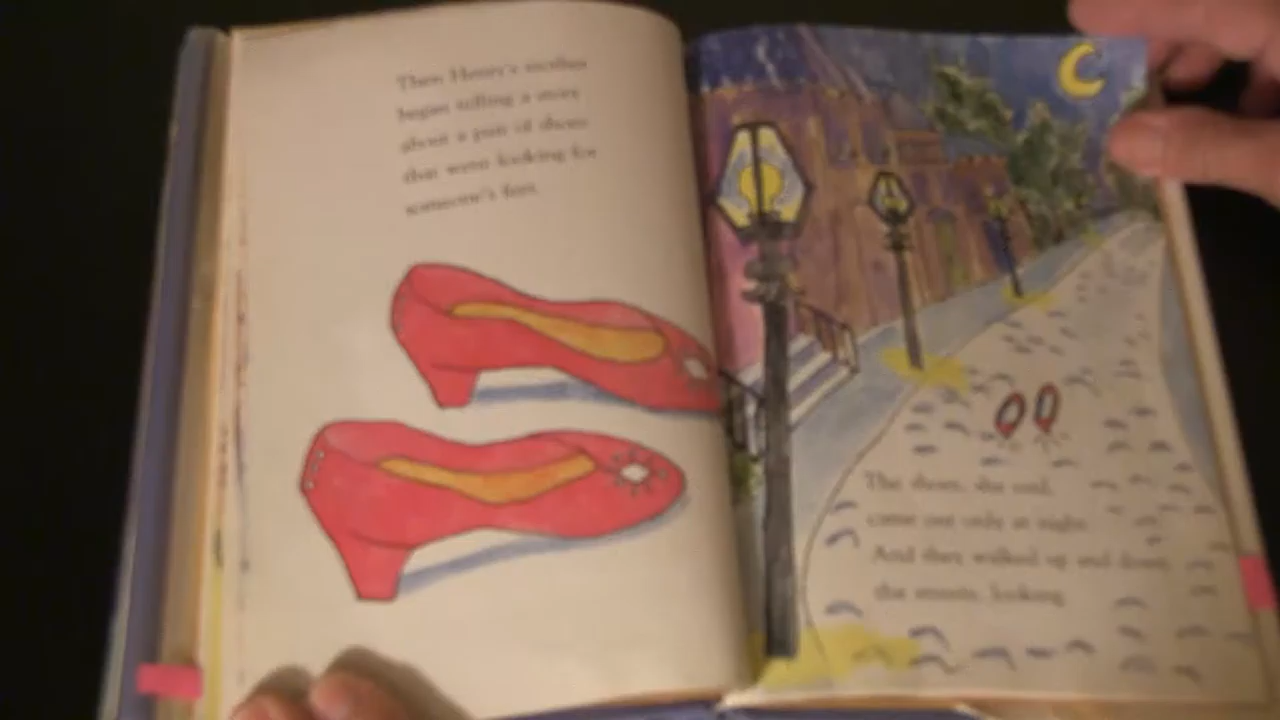 Then Henry's mother
began telling a story
about a pair of shoes
that went looking for
someone's feet.
The shoes, she said,
came out only at night.
And they walked up and down
the streets, looking.